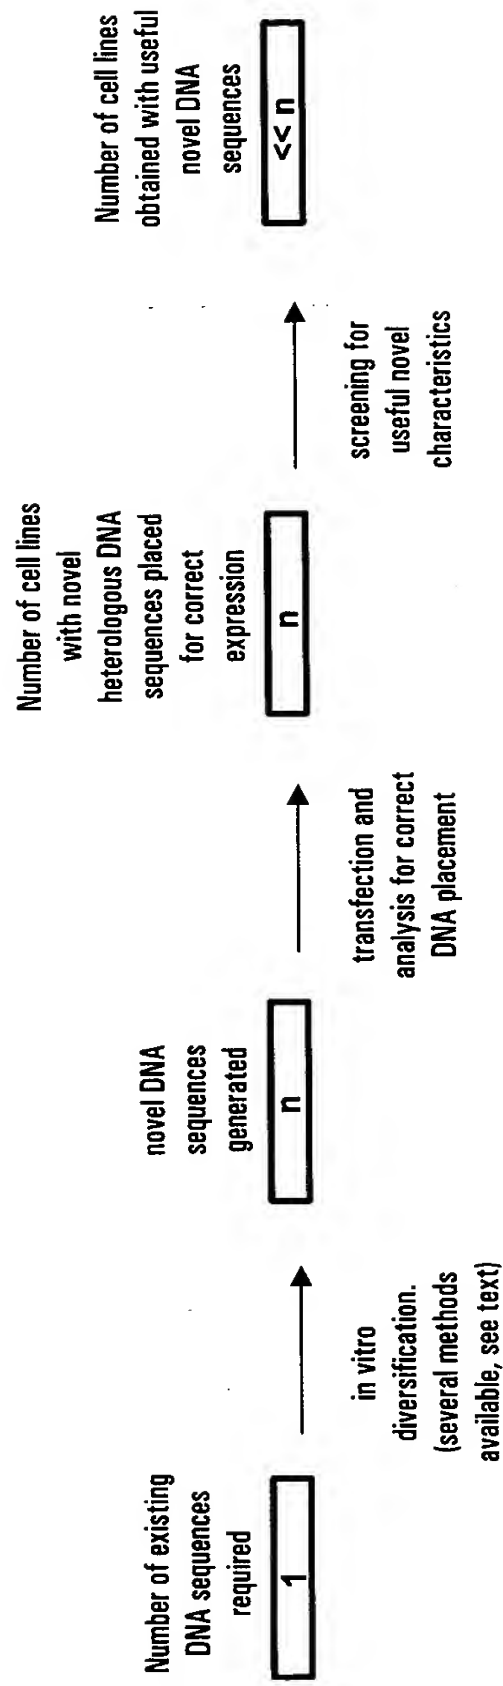 Number of existing
DNA sequences
required
1
in vitro
diversification.
(several methods
available, see text)
novel DNA
sequences
generated
n
transfection and
analysis for correct
DNA placement
Number of cell lines
with novel
heterologous DNA
sequences placed
for correct
expression
n
screening for
useful novel
characteristics
Number of cell lines
obtained with useful
novel DNA
sequences
<< n